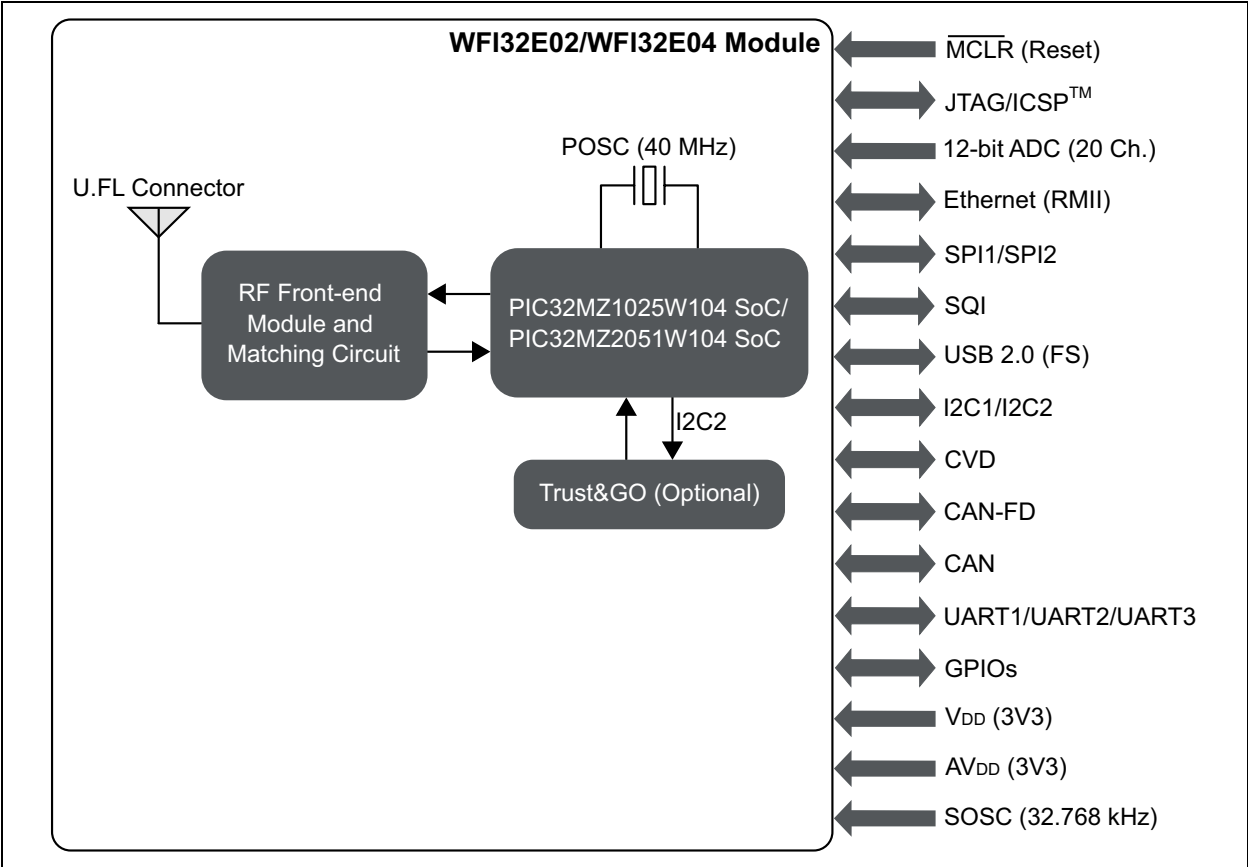 WFI32E02/WFI32E04 Module
POSC (40 MHz)
U.FL Connector
RF Front-end
Module and
Matching Circuit
PIC32MZ1025W104 SoC/
PIC32MZ2051W104 SoC
I2C2
Trust&GO (Optional)
MCLR (Reset)
JTAG/ICSP™
12-bit ADC (20 Ch.)
Ethernet (RMII)
SPI1/SPI2
SQI
USB 2.0 (FS)
I2C1/I2C2
CVD
CAN-FD
CAN
UART1/UART2/UART3
GPIOs
VDD (3V3)
AVDD (3V3)
SOSC (32.768 kHz)